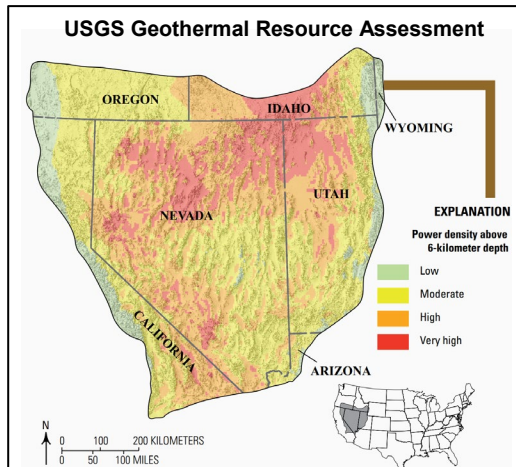 USGS Geothermal Resource Assessment
OREGON
IDAHO
WYOMING
NEVADA
UTAH
CALIFORNIA
ARIZONA
EXPLANATION
Power density above
6-kilometer depth
Low
Moderate
High
Very high
N
0 100 200 KILOMETERS
0 50 100 MILES